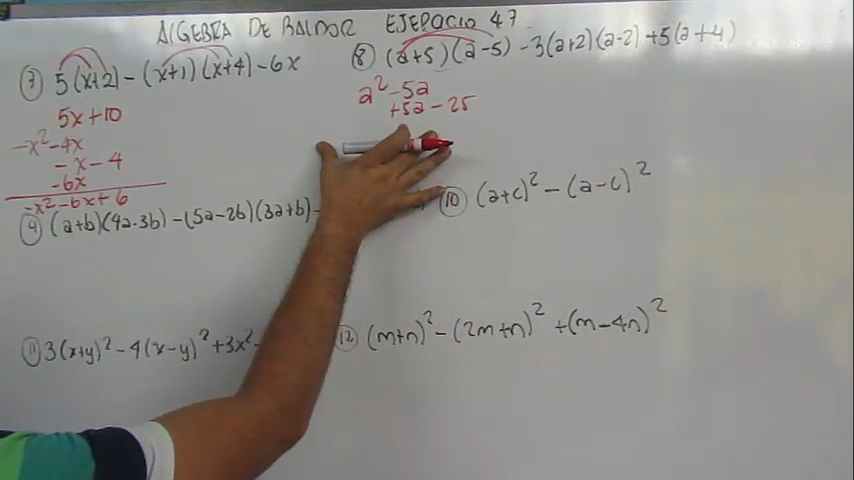 ALGEBRA DE BALDOR EJERCICIO 47
7 5(x+2)-(x+1)(x+4)-6x
5x+10
-x²-4x
-x-4
-6x
-x²-6x+6
8 (a+5)(a-5)-3(a+2)(a-2)+5(a+4)
a²-5a
+5a-25
9 (a+b)(4a-3b)-(5a-2b)(3a+b)-
10 (a+c)²-(a-c)²
11 3(x+y)²-4(x-y)²+3x²-
12 (m+n)²-(2m+n)²+(m-4n)²